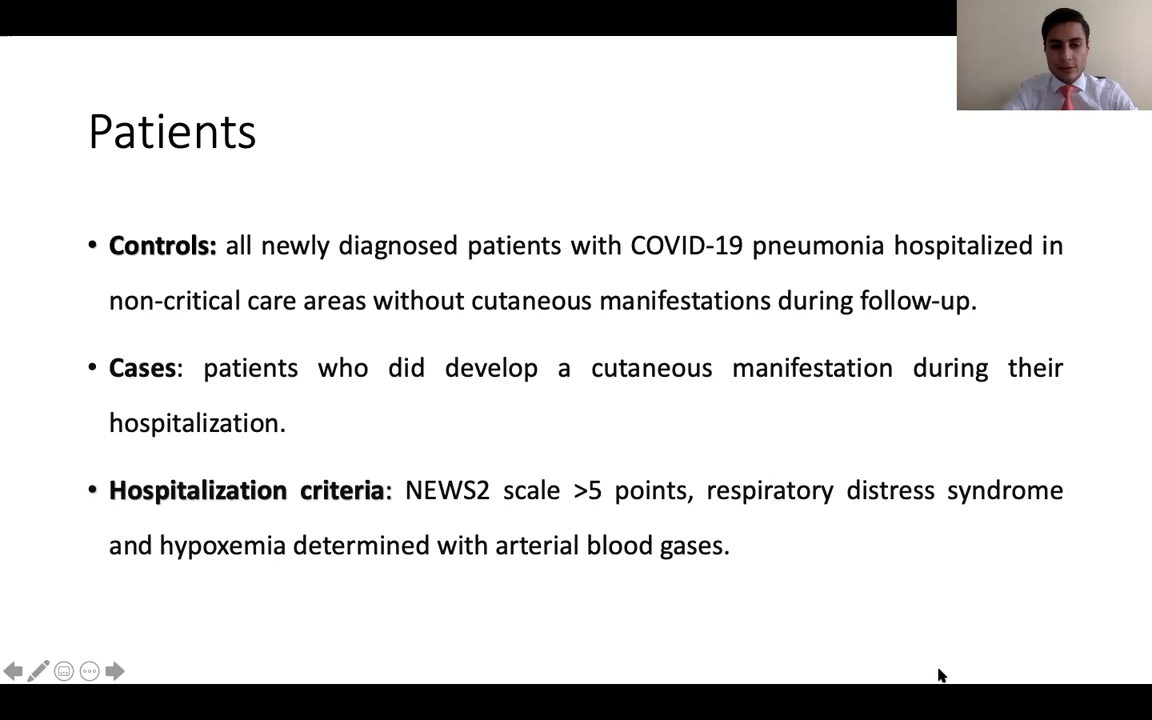 Patients
• Controls: all newly diagnosed patients with COVID-19 pneumonia hospitalized in
non-critical care areas without cutaneous manifestations during follow-up.
• Cases: patients who did develop a cutaneous manifestation during their
hospitalization.
• Hospitalization criteria: NEWS2 scale >5 points, respiratory distress syndrome
and hypoxemia determined with arterial blood gases.